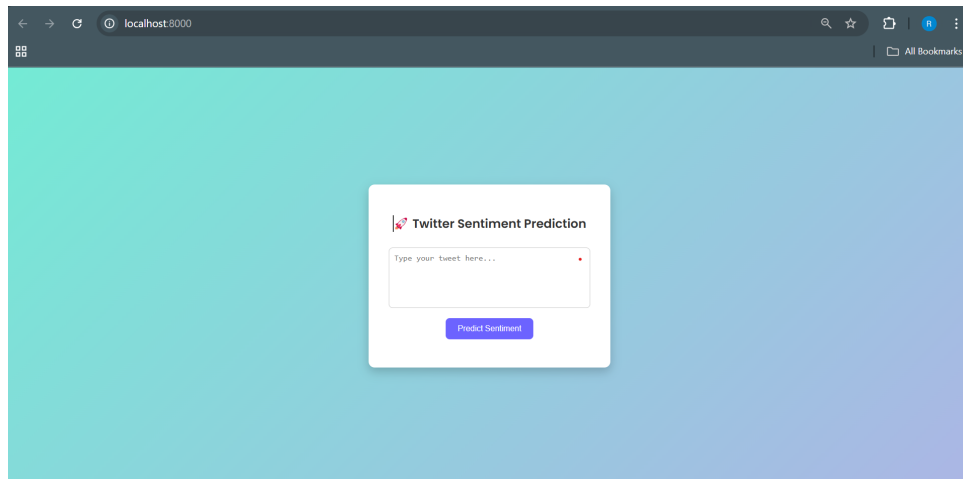 localhost:8000
R
All Bookmarks
🚀 Twitter Sentiment Prediction
Type your tweet here...
Predict Sentiment